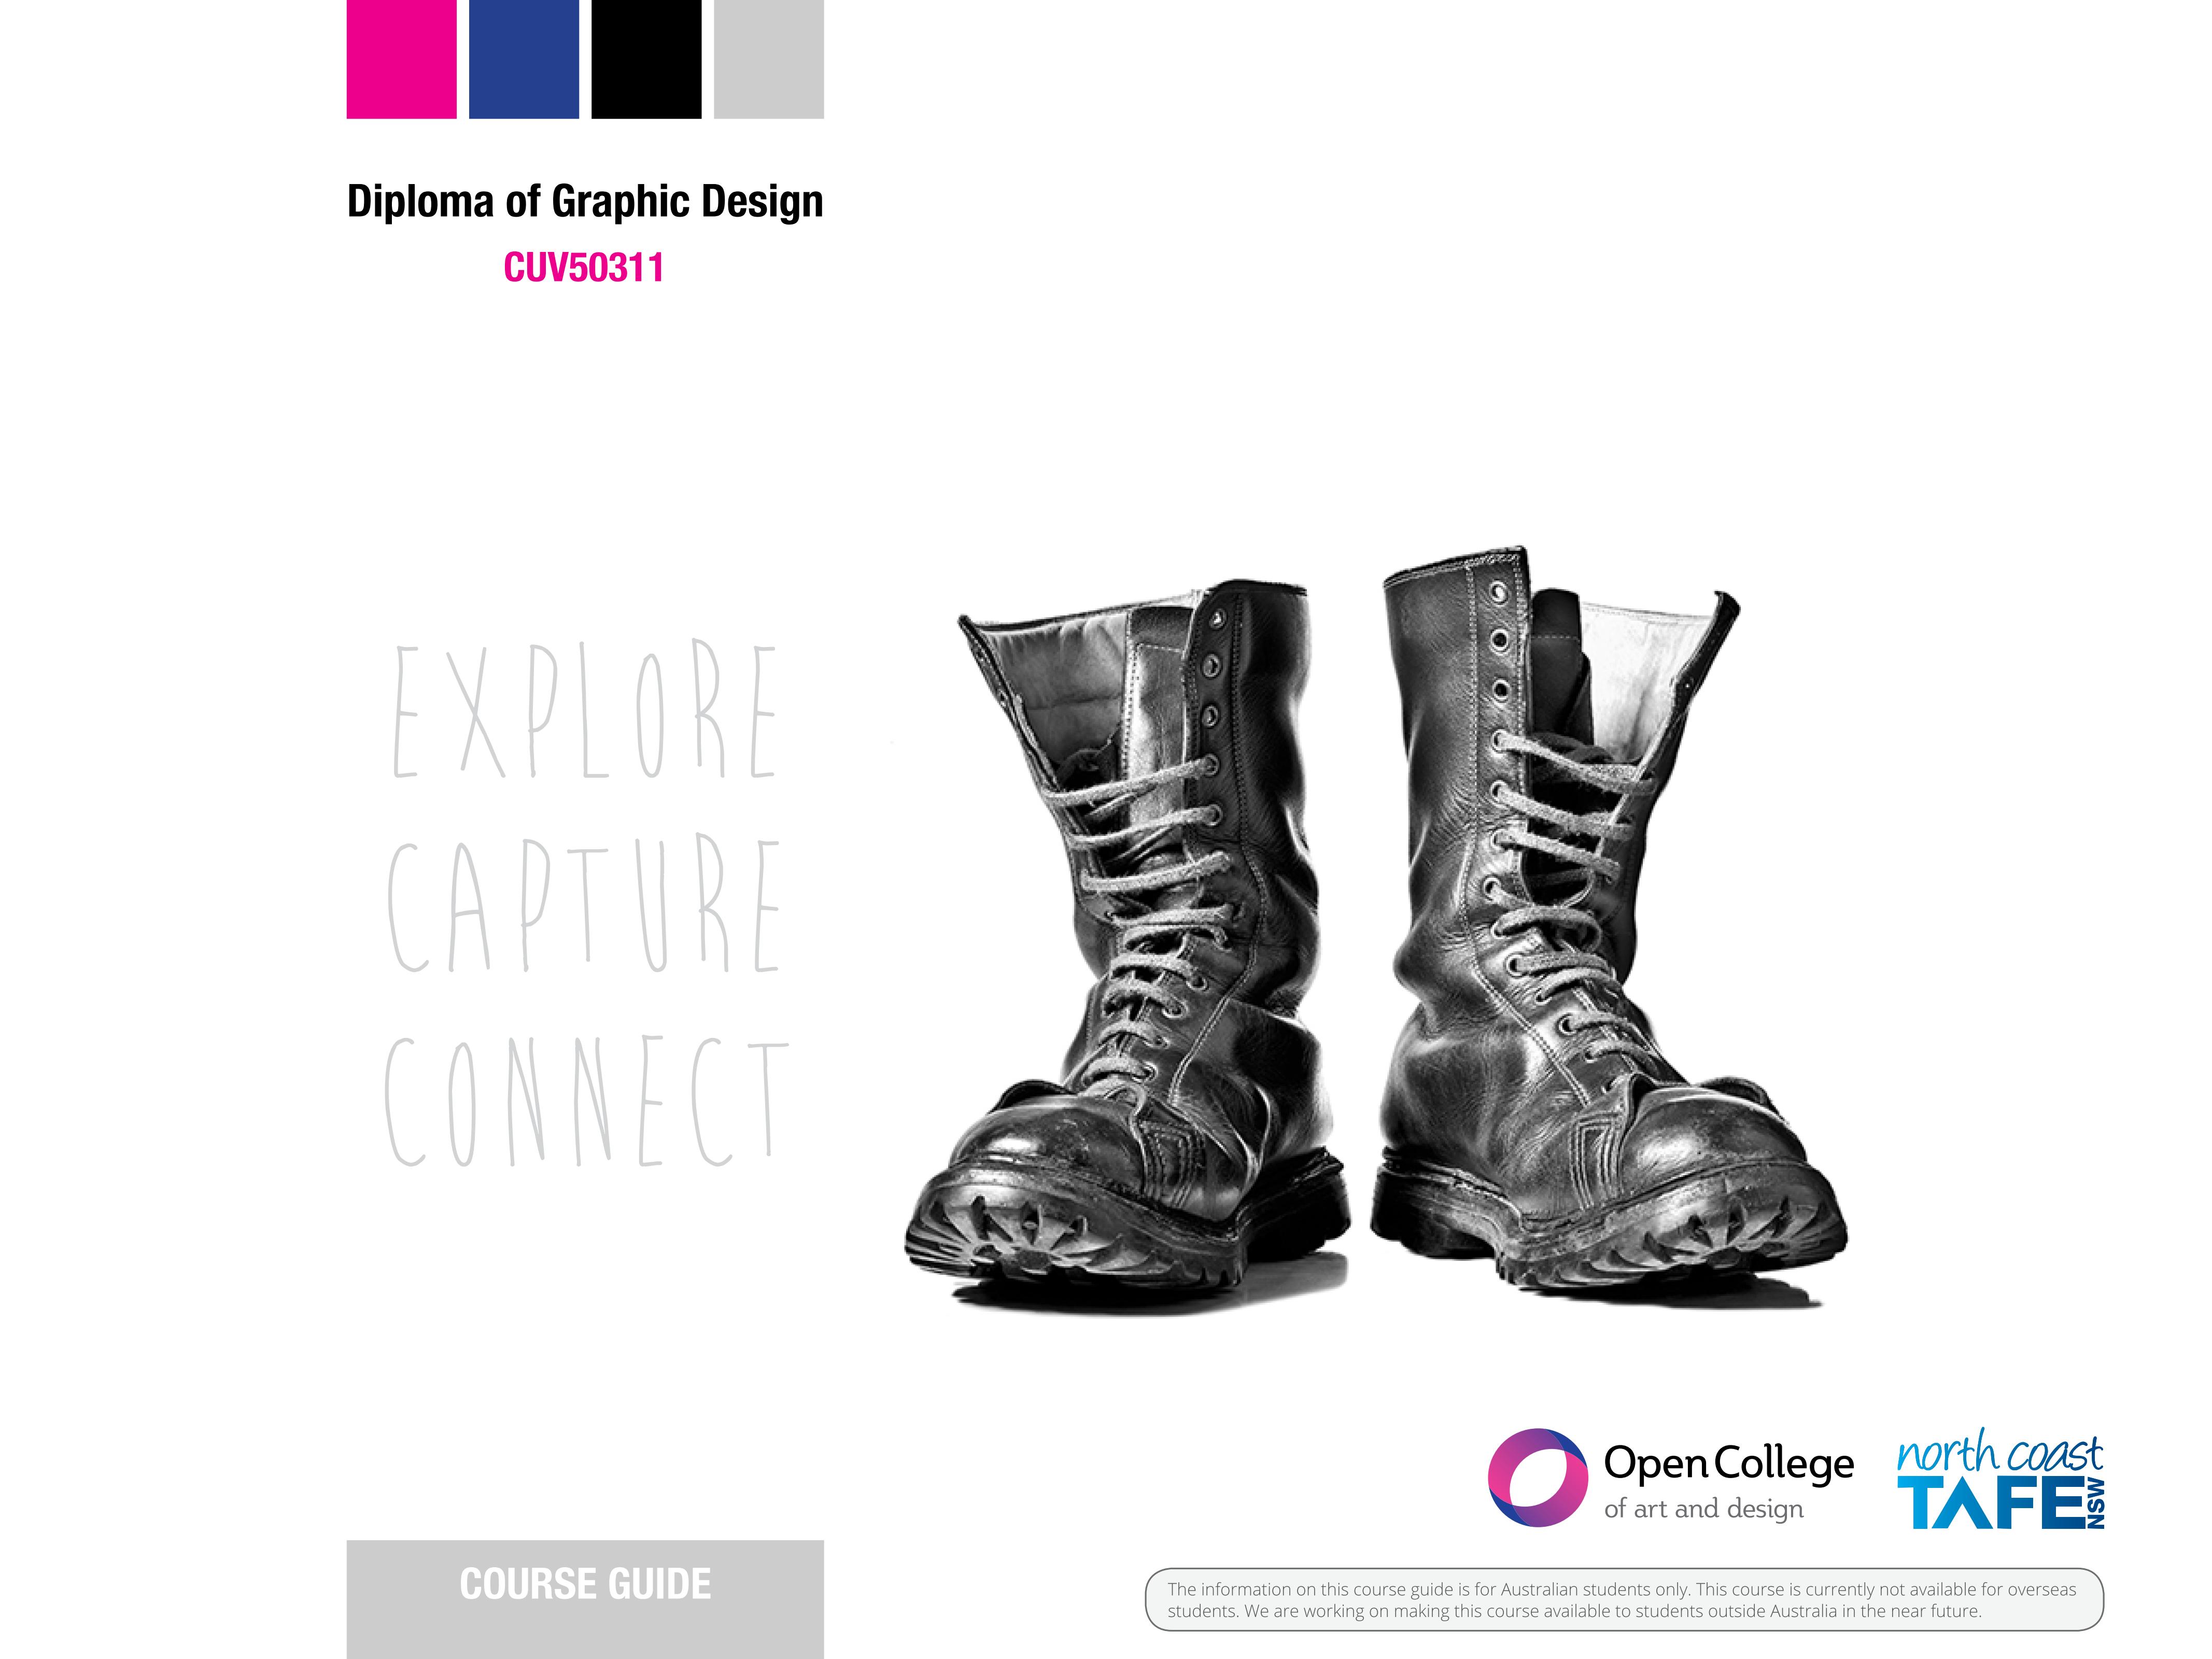 Diploma of Graphic Design
CUV50311
EXPLORE
CAPTURE
CONNECT
Open College
of art and design
north coast
TAFE NSW
COURSE GUIDE
The information on this course guide is for Australian students only. This course is currently not available for overseas
students. We are working on making this course available to students outside Australia in the near future.